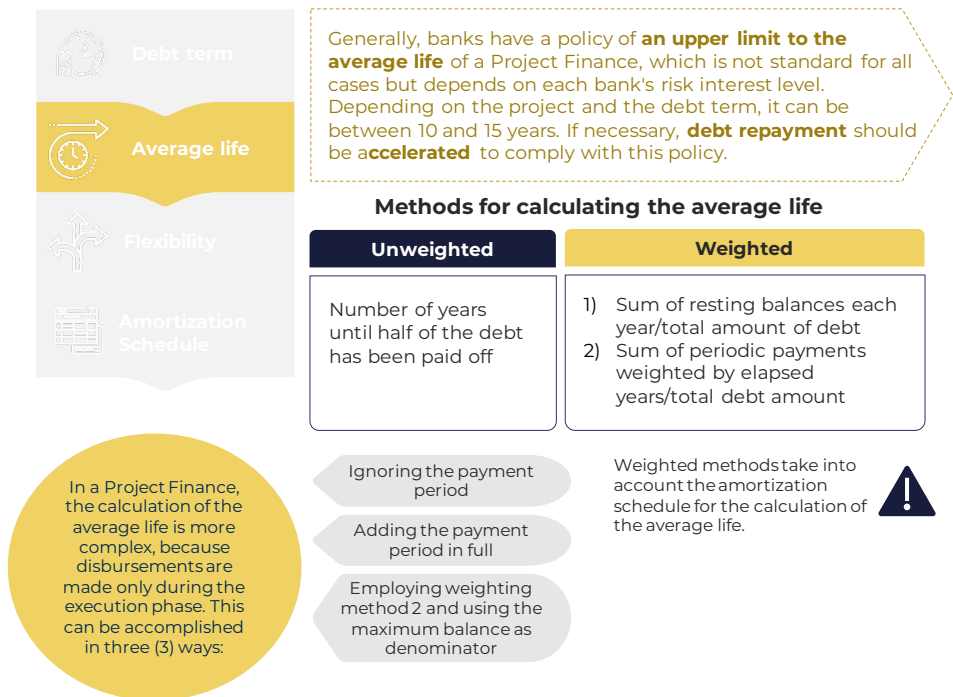 Debt term
Average life
Flexibility
Amortization
Schedule
Generally, banks have a policy of an upper limit to the
average life of a Project Finance, which is not standard for all
cases but depends on each bank's risk interest level.
Depending on the project and the debt term, it can be
between 10 and 15 years. If necessary, debt repayment should
be accelerated to comply with this policy.
Methods for calculating the average life
Unweighted
Number of years
until half of the debt
has been paid off
Weighted
1) Sum of resting balances each
year/total amount of debt
2) Sum of periodic payments
weighted by elapsed
years/total debt amount
In a Project Finance,
the calculation of the
average life is more
complex, because
disbursements are
made only during the
execution phase. This
can be accomplished
in three (3) ways:
Ignoring the payment
period
Adding the payment
period in full
Employing weighting
method 2 and using the
maximum balance as
denominator
Weighted methods take into
account the amortization
schedule for the calculation of
the average life.